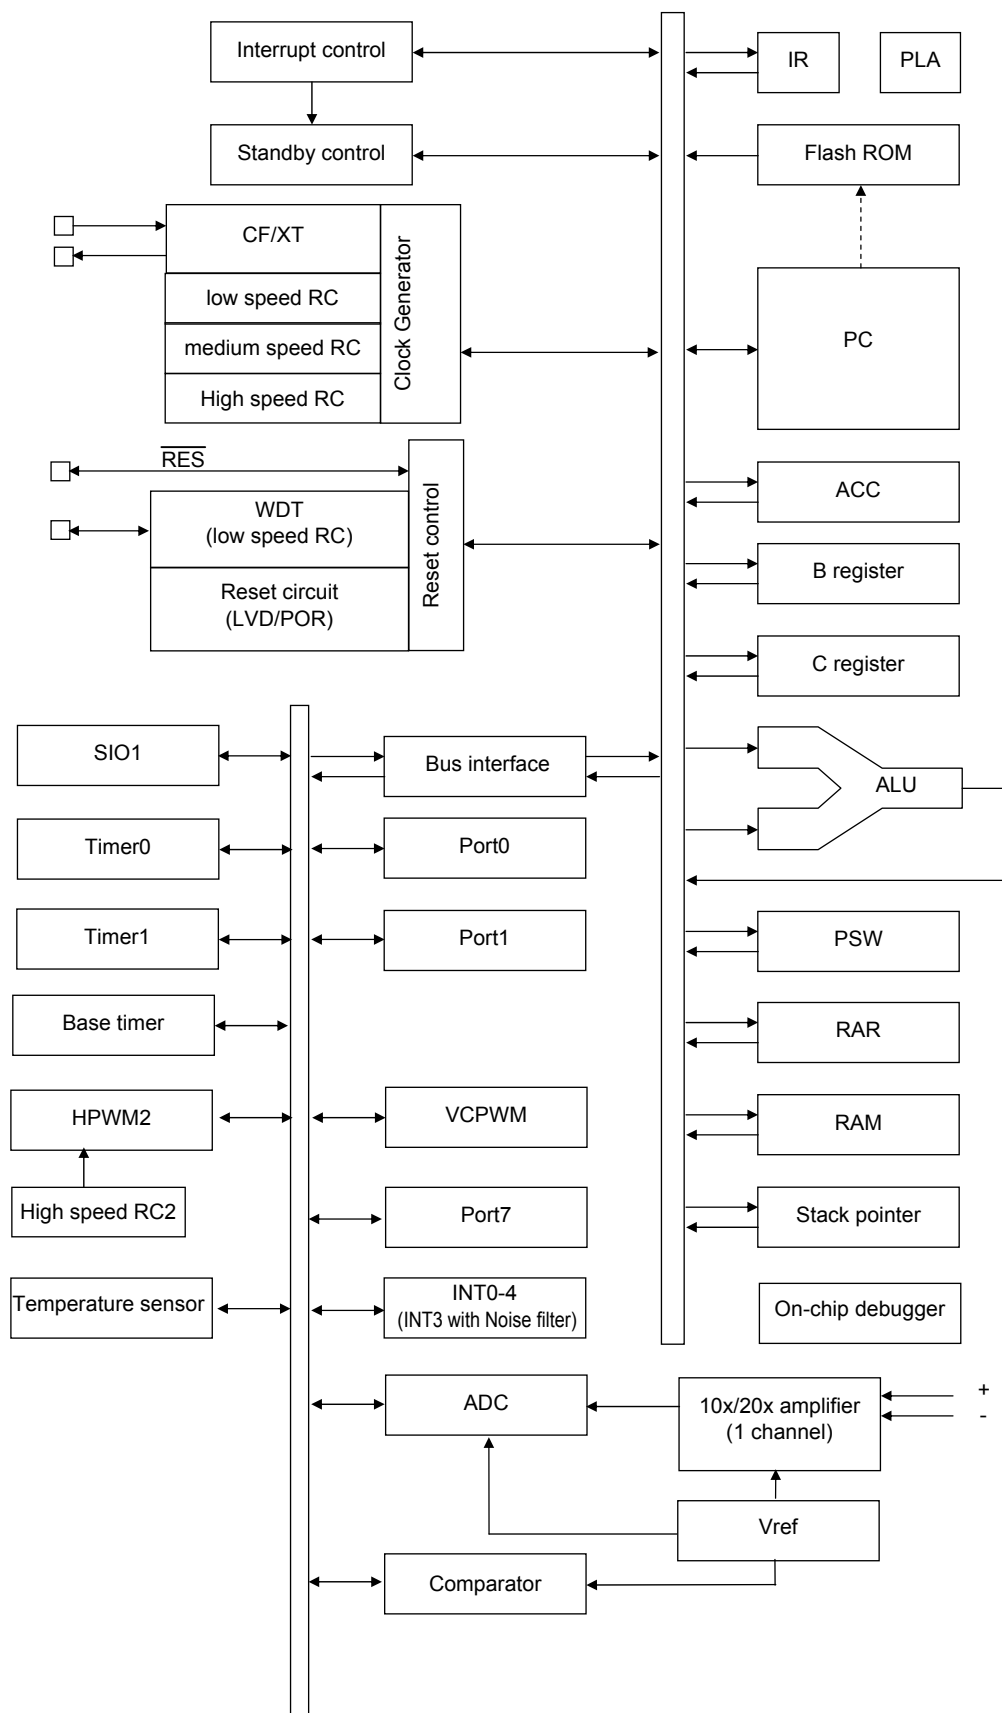 Interrupt control
IR
PLA
Standby control
Flash ROM
CF/XT
low speed RC
medium speed RC
High speed RC
Clock Generator
PC
RES
WDT
(low speed RC)
Reset circuit
(LVD/POR)
Reset control
ACC
B register
C register
SIO1
Bus interface
ALU
Timer0
Port0
Timer1
Port1
PSW
Base timer
RAR
HPWM2
VCPWM
RAM
High speed RC2
Port7
Stack pointer
Temperature sensor
INT0-4
(INT3 with Noise filter)
On-chip debugger
ADC
10x/20x amplifier
(1 channel)
+
-
Vref
Comparator